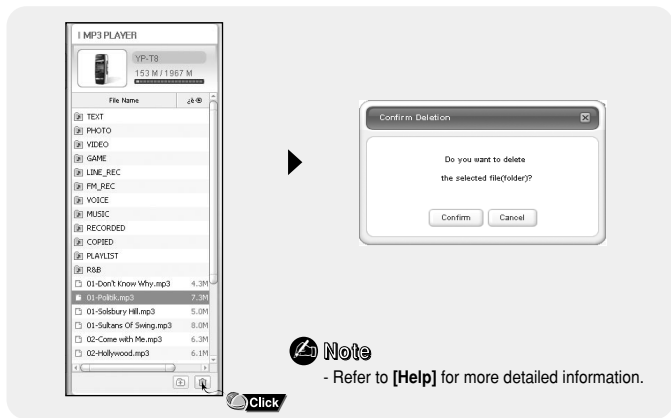 MP3 PLAYER
YP-T8
153 M / 1967 M
File Name ¿ë·®
TEXT
PHOTO
VIDEO
GAME
LINE_REC
FM_REC
VOICE
MUSIC
RECORDED
COPIED
PLAYLIST
R&B
01-Don't Know Why.mp3 4.3M
01-Politik.mp3 7.3M
01-Solsbury Hill.mp3 5.0M
01-Sultans Of Swing.mp3 8.0M
02-Come with Me.mp3 6.3M
02-Hollywood.mp3 6.1M
Click
Confirm Deletion
Do you want to delete
the selected file(folder)?
Confirm Cancel
Note
- Refer to [Help] for more detailed information.